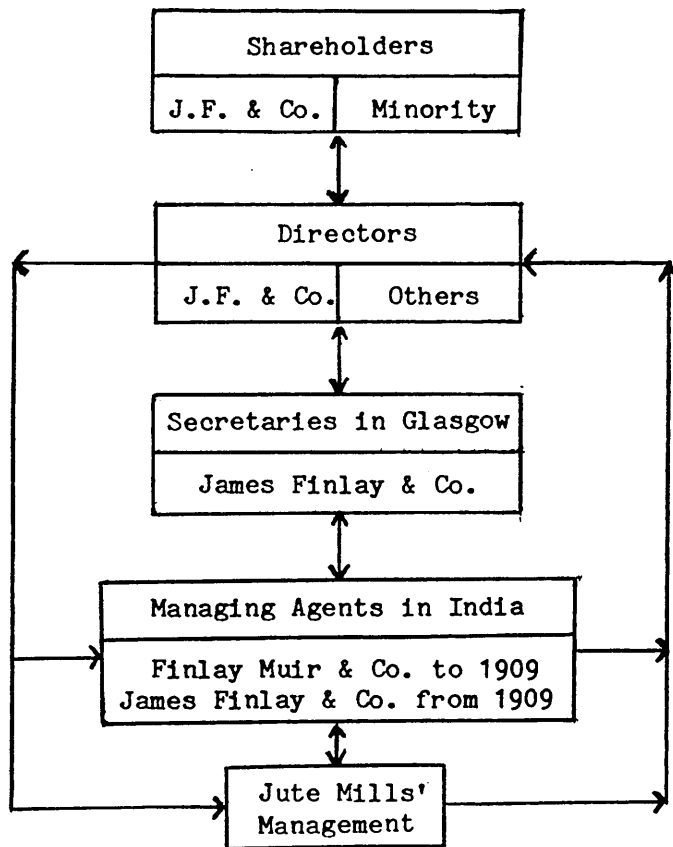 Shareholders
J.F. & Co. Minority
Directors
J.F. & Co. Others
Secretaries in Glasgow
James Finlay & Co.
Managing Agents in India
Finlay Muir & Co. to 1909
James Finlay & Co. from 1909
Jute Mills'
Management